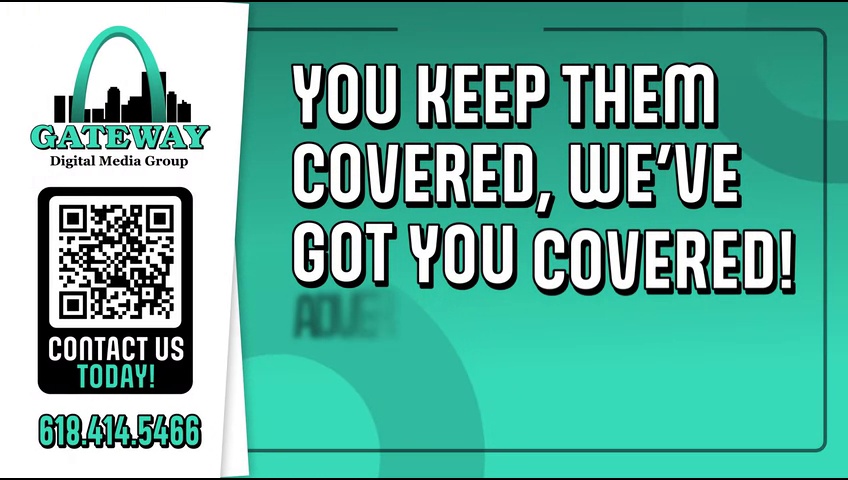 GATEWAY
Digital Media Group
CONTACT US
TODAY!
618.414.5466
YOU KEEP THEM
COVERED, WE'VE
GOT YOU COVERED!